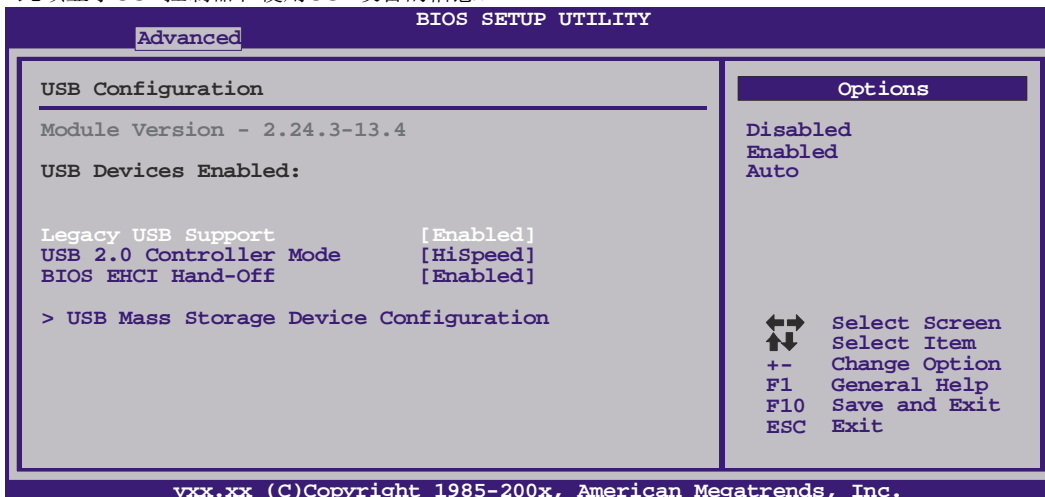 BIOS SETUP UTILITY
Advanced
USB Configuration
Module Version - 2.24.3-13.4
USB Devices Enabled:
Legacy USB Support [Enabled]
USB 2.0 Controller Mode [HiSpeed]
BIOS EHCI Hand-Off [Enabled]
> USB Mass Storage Device Configuration
Options
Disabled
Enabled
Auto
Select Screen
Select Item
+- Change Option
F1 General Help
F10 Save and Exit
ESC Exit
vxx.xx (C)Copyright 1985-200x, American Megatrends, Inc.